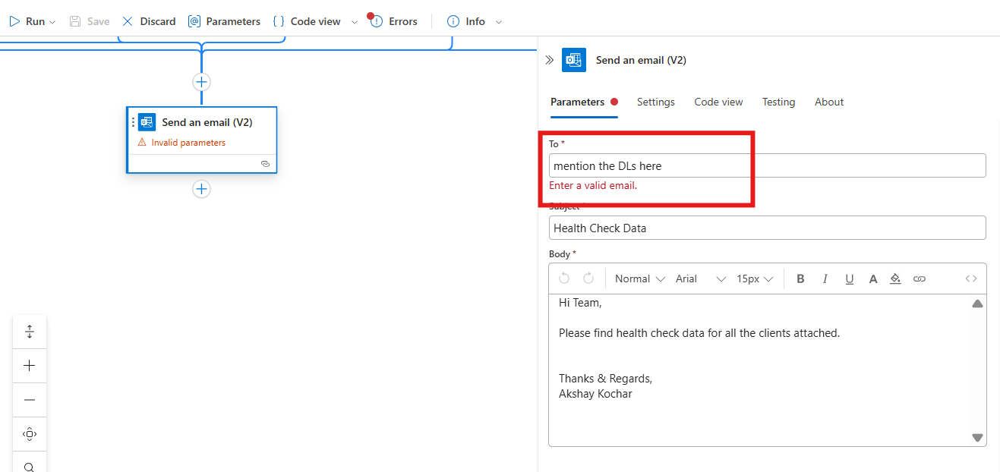 Run Save Discard Parameters Code view Errors Info
Send an email (V2)
Invalid parameters
Send an email (V2)
Parameters Settings Code view Testing About
To *
mention the DLs here
Enter a valid email.
Subject *
Health Check Data
Body *
Normal Arial 15px B I U A
Hi Team,
Please find health check data for all the clients attached.
Thanks & Regards,
Akshay Kochar